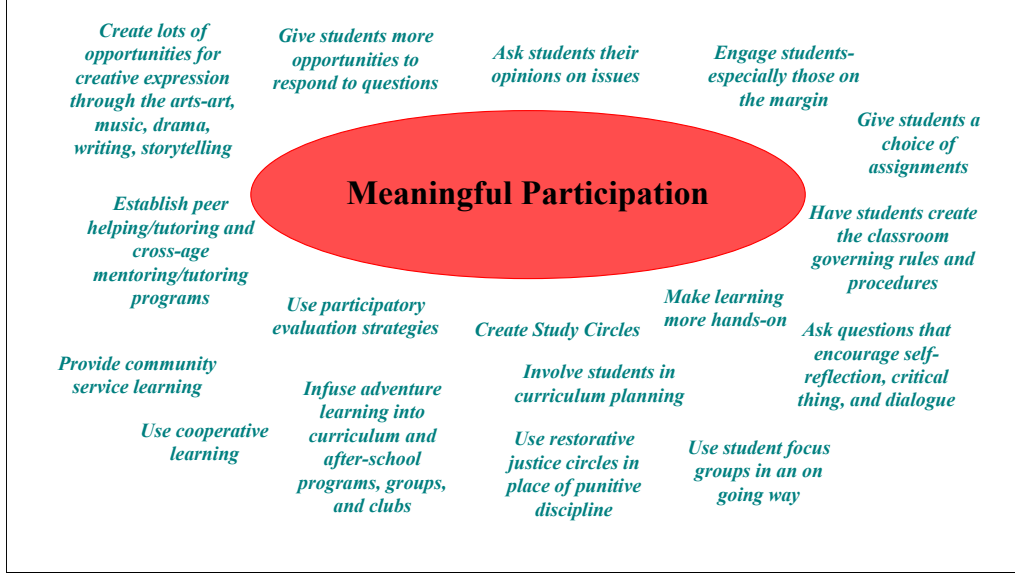 Create lots of
opportunities for
creative expression
through the arts-art,
music, drama,
writing, storytelling
Give students more
opportunities to
respond to questions
Ask students their
opinions on issues
Engage students-
especially those on
the margin
Give students a
choice of
assignments
Meaningful Participation
Establish peer
helping/tutoring and
cross-age
mentoring/tutoring
programs
Have students create
the classroom
governing rules and
procedures
Use participatory
evaluation strategies
Create Study Circles
Make learning
more hands-on
Ask questions that
encourage self-
reflection, critical
thing, and dialogue
Provide community
service learning
Infuse adventure
learning into
curriculum and
after-school
programs, groups,
and clubs
Involve students in
curriculum planning
Use cooperative
learning
Use restorative
justice circles in
place of punitive
discipline
Use student focus
groups in an on
going way